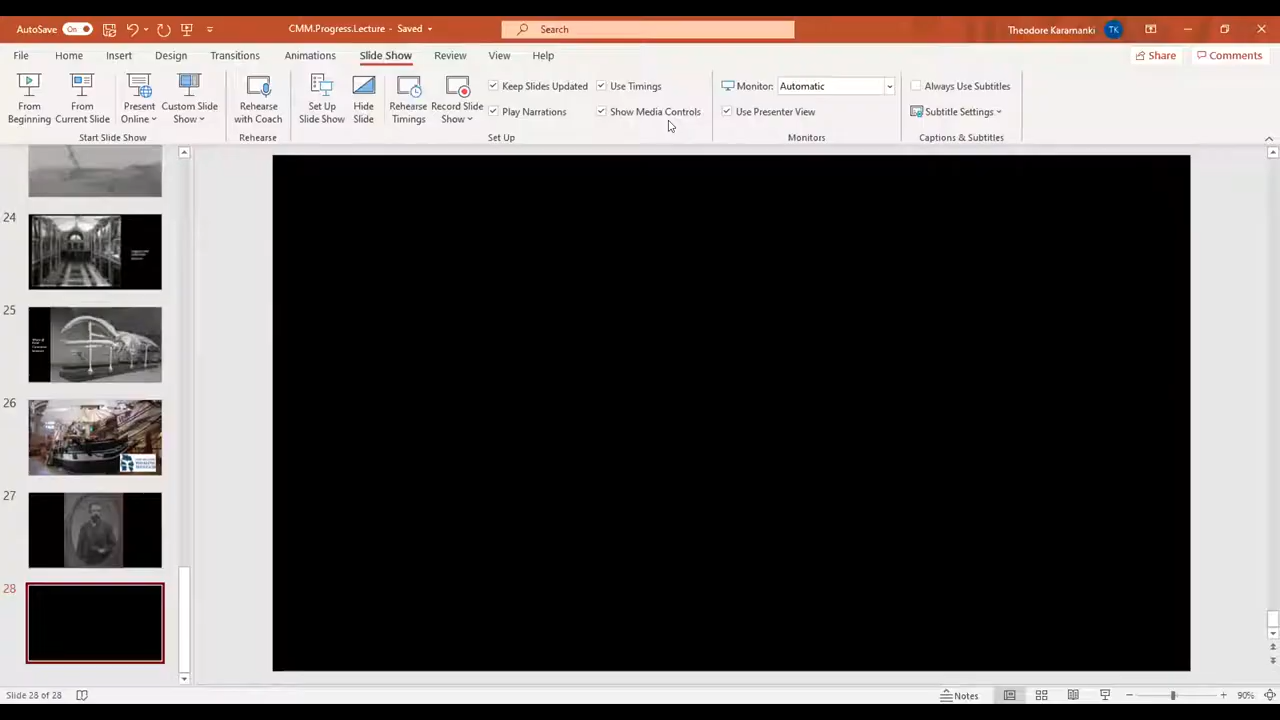 AutoSave On CMM.Progress.Lecture - Saved Search Theodore Karamanki TK
File Home Insert Design Transitions Animations Slide Show Review View Help Share Comments
From Beginning
From Current Slide
Present Online
Custom Slide Show
Start Slide Show
Rehearse with Coach
Rehearse
Set Up Slide Show
Hide Slide
Rehearse Timings
Record Slide Show
Keep Slides Updated
Play Narrations
Use Timings
Show Media Controls
Set Up
Monitor: Automatic
Use Presenter View
Monitors
Always Use Subtitles
Subtitle Settings
Captions & Subtitles
24
25
26
27
28
Slide 28 of 28 Notes 90%